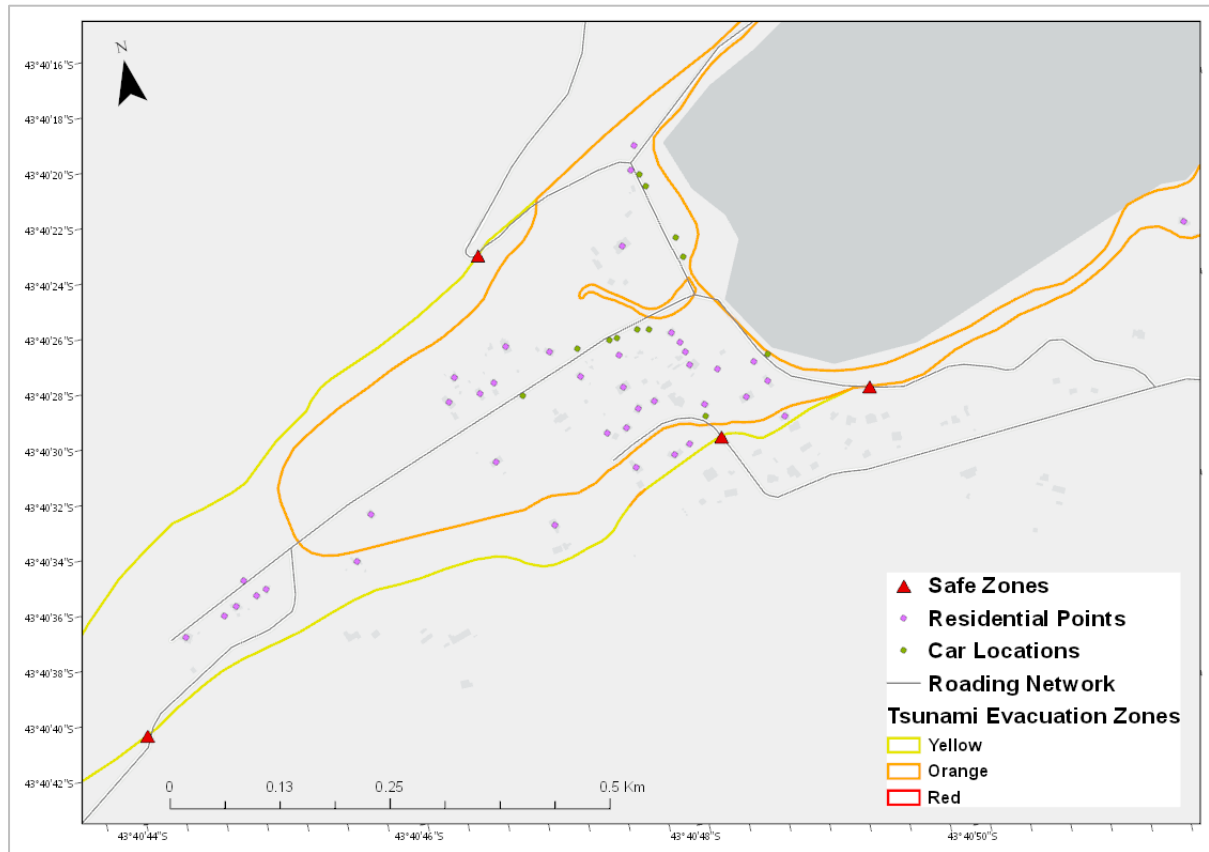 N
43°40'16"S
43°40'18"S
43°40'20"S
43°40'22"S
43°40'24"S
43°40'26"S
43°40'28"S
43°40'30"S
43°40'32"S
43°40'34"S
43°40'36"S
43°40'38"S
43°40'40"S
43°40'42"S
Safe Zones
Residential Points
Car Locations
Roading Network
Tsunami Evacuation Zones
Yellow
Orange
Red
0 0.13 0.25 0.5 Km
43°40'44"S 43°40'46"S 43°40'48"S 43°40'50"S